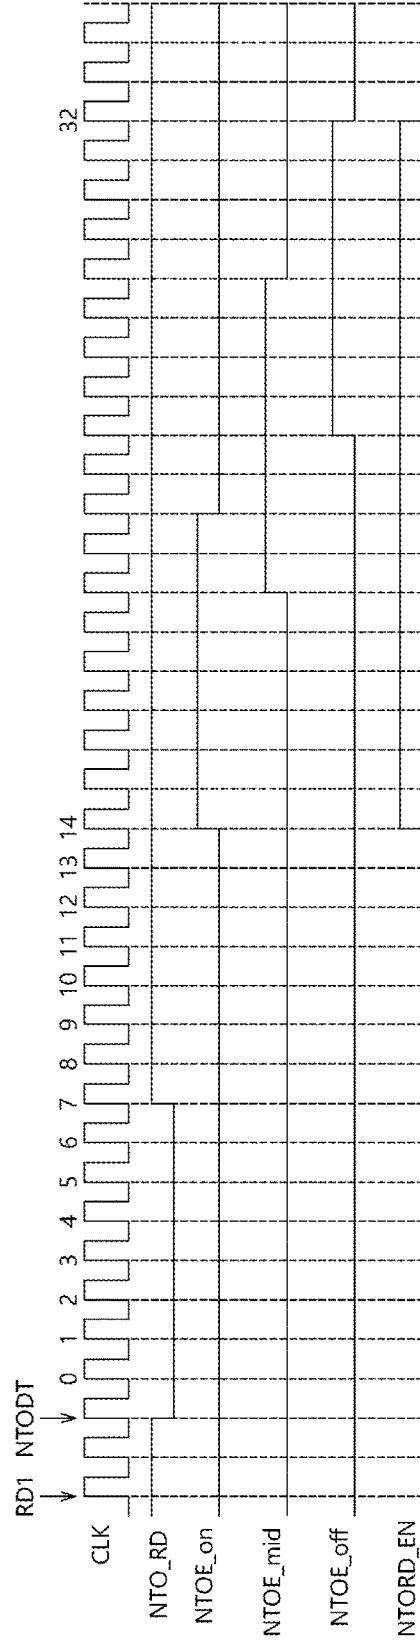 RD1 NTODT
CLK 0 1 2 3 4 5 6 7 8 9 10 11 12 13 14 32
NTO_RD
NTOE_on
NTOE_mid
NTOE_off
NTORD_EN